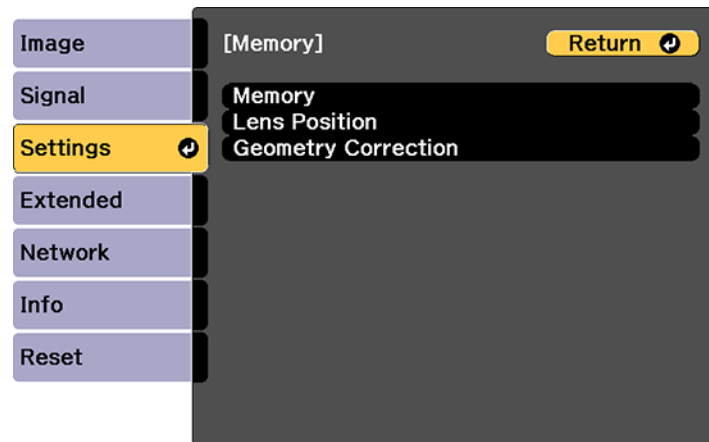 Image
Signal
Settings
Extended
Network
Info
Reset
[Memory]
Return
Memory
Lens Position
Geometry Correction